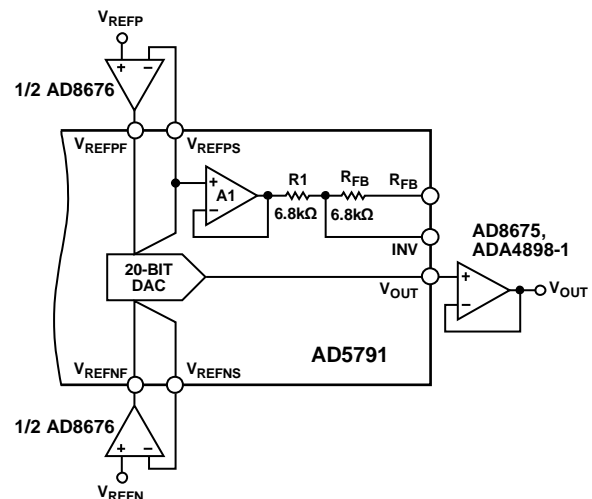 VREFP
+ −
1/2 AD8676
VREFPF VREFPS
R1 RFB RFB
+
A1
−
6.8kΩ 6.8kΩ
INV
AD8675,
ADA4898-1
20-BIT
DAC
VOUT
+
−
VOUT
AD5791
VREFNF VREFNS
1/2 AD8676
+ −
VREFN